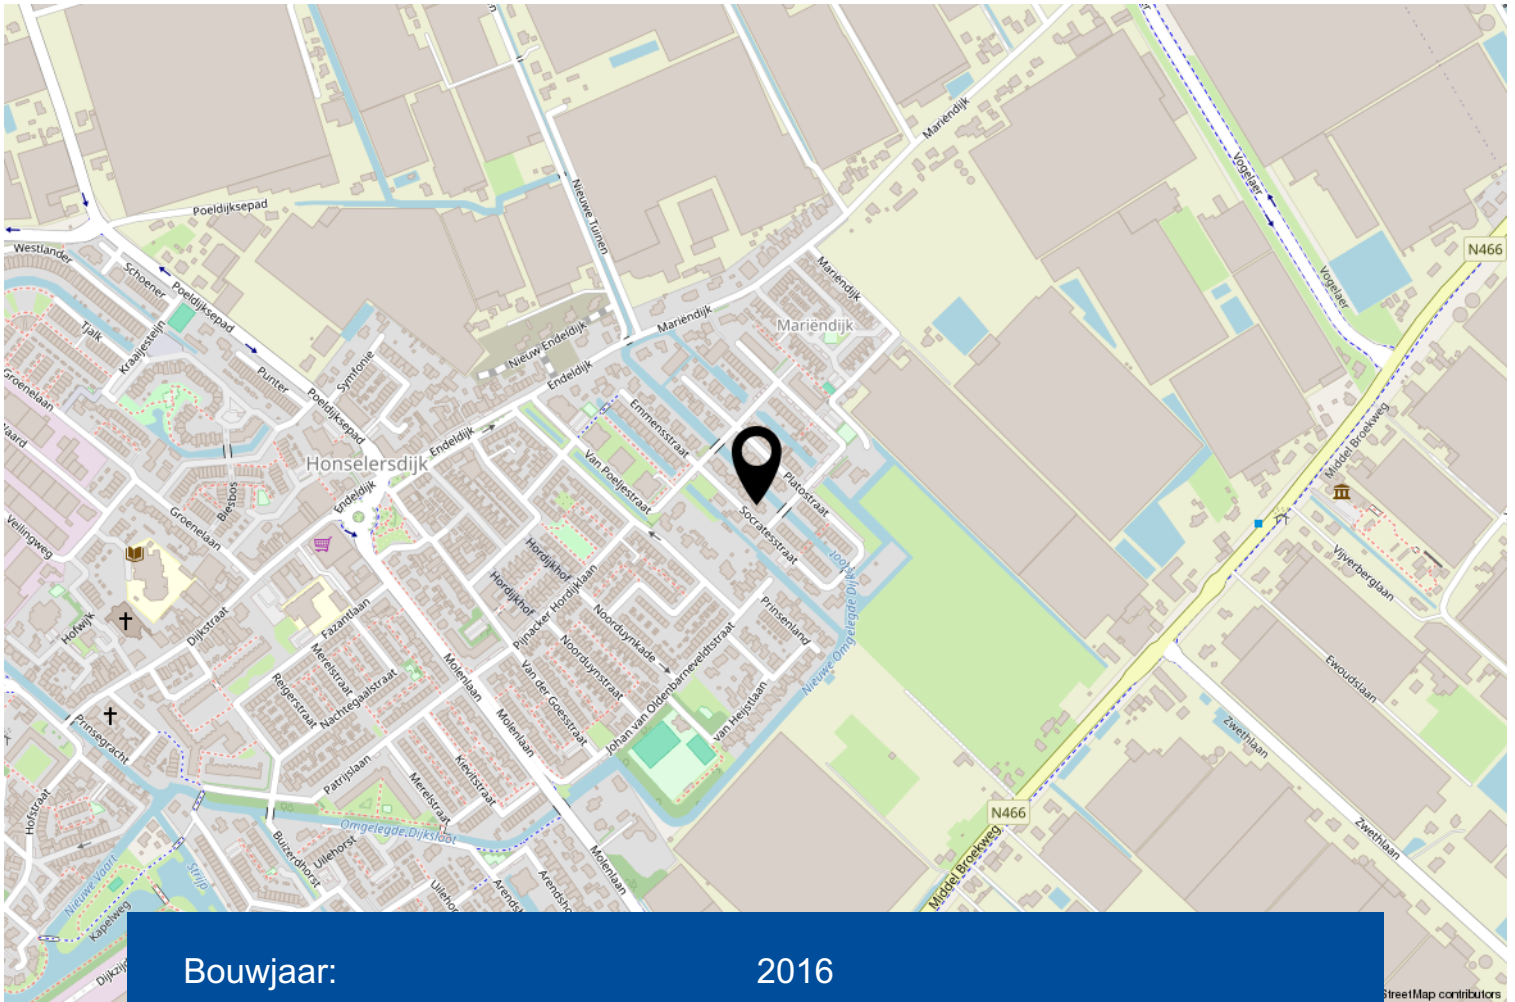 Poeldijksepad
Westlander
Schoener
Poeldijksepad
Tjalk
Kraaijesteijn
Groenelaan
Punter
Symfonie
Poeldijksepad
Nieuwe Tuinen
Nieuw Endeldijk
Endeldijk
Mariëndijk
Mariëndijk
Mariëndijk
Mariëndijk
Vogelaer
Vogelaer
N466
Emmensstraat
Van Poeljestraat
Endeldijk
Honselersdijk
Endeldijk
Biesbos
Groenelaan
Veilingweg
Platostraat
Socratesstraat
Middel Broekweg
Vijverberglaan
Hordijkhof
Hordijkhof
Pijnacker Hordijklaan
Noorduynkade
Noorduynstraat
Prinsenland
Johan van Oldenbarneveldtstraat
van Heijstlaan
Nieuwe Omgelegde Dijksloot
Van der Goesstraat
Hofwijk
Dijkstraat
Fazantlaan
Merelstraat
Reigerstraat
Nachtegaalstraat
Molenlaan
Molenlaan
Prinsegracht
Patrijslaan
Kievitstraat
Merelstraat
Ewoudslaan
Zwethlaan
Zwethlaan
N466
Middel Broekweg
Hofstraat
Omgelegde Dijksloot
Buizerdhorst
Uilehorst
Molenlaan
Nieuwe Vaart
Strijp
Kapelweg
Bouwjaar: 2016
StreetMap contributors